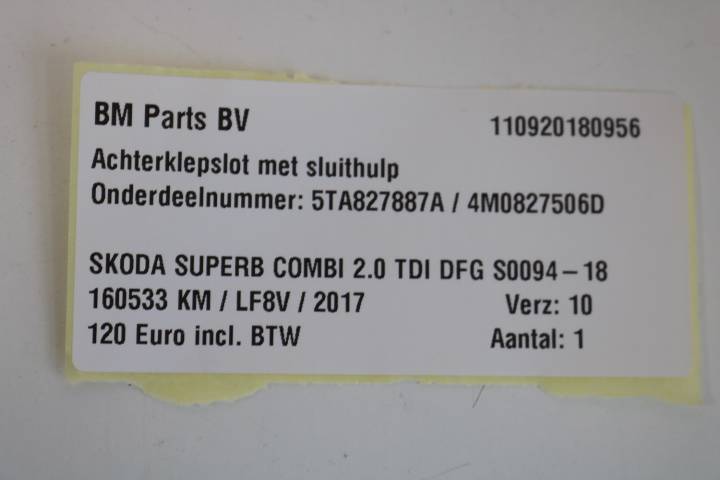 BM Parts BV 110920180956
Achterklepslot met sluithulp
Onderdeelnummer: 5TA827887A / 4M0827506D
SKODA SUPERB COMBI 2.0 TDI DFG S0094-18
160533 KM / LF8V / 2017 Verz: 10
120 Euro incl. BTW Aantal: 1